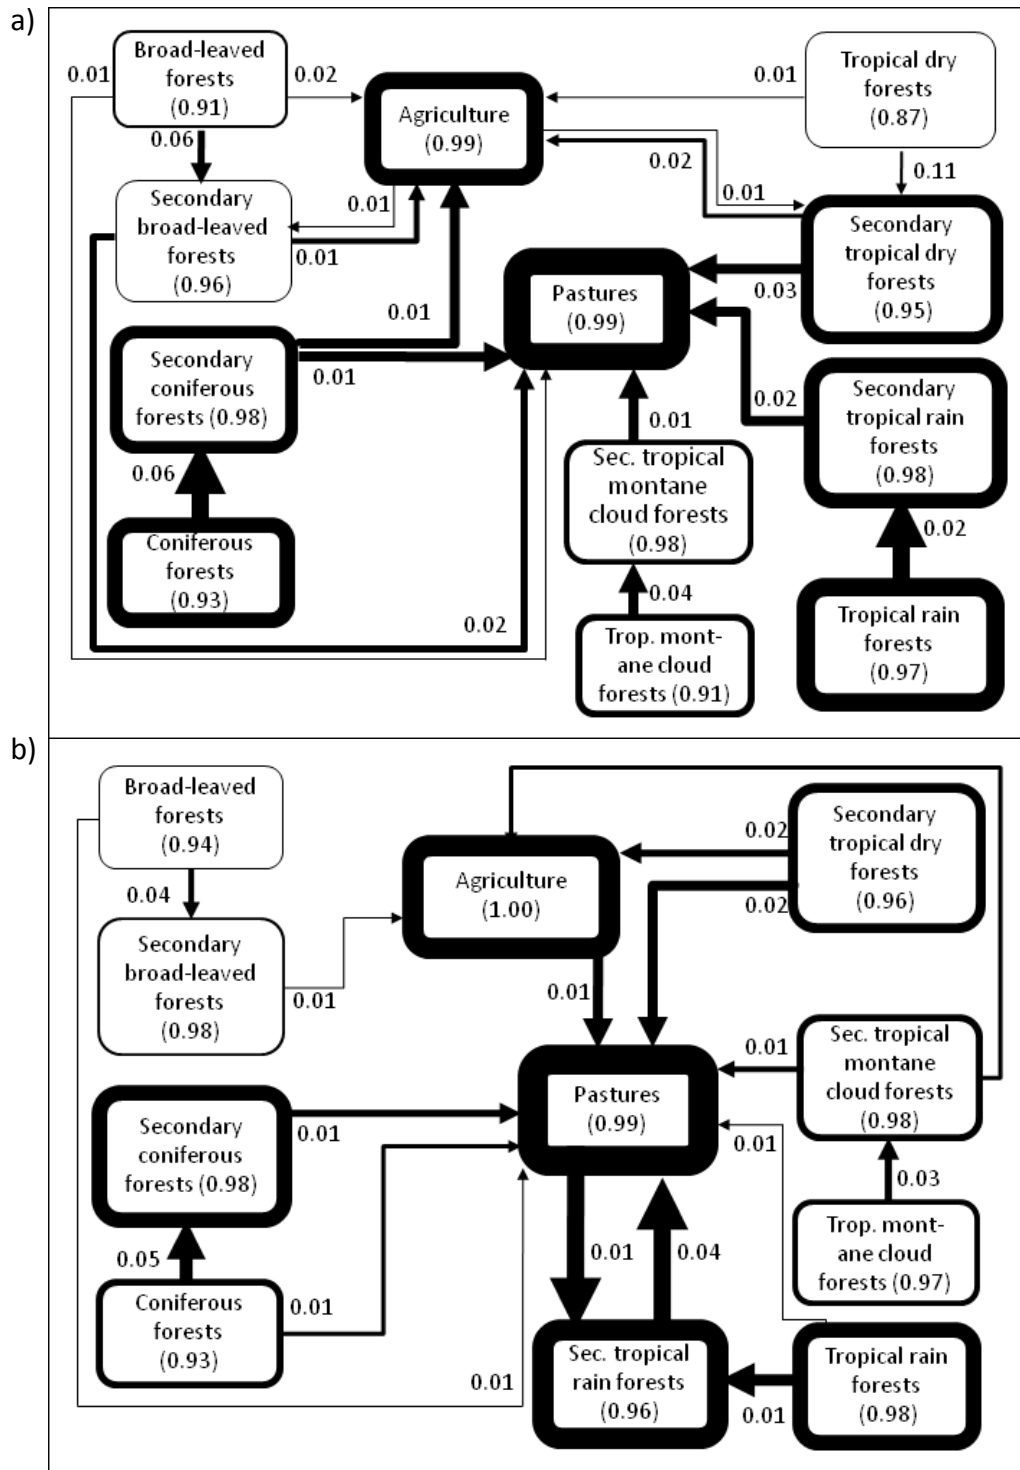 a)
Broad-leaved
forests
(0.91)
0.01
0.02
0.06
Agriculture
(0.99)
Tropical dry
forests
(0.87)
0.01
0.11
0.02
0.01
Secondary
broad-leaved
forests
(0.96)
0.01
0.01
Secondary
tropical dry
forests
(0.95)
0.03
Pastures
(0.99)
0.01
Secondary
coniferous
forests (0.98)
0.01
0.06
Coniferous
forests
(0.93)
0.02
0.01
Sec. tropical
montane
cloud forests
(0.98)
0.04
Trop. mont-
ane cloud
forests (0.91)
Secondary
tropical rain
forests
(0.98)
0.02
0.02
Tropical rain
forests
(0.97)
b)
Broad-leaved
forests
(0.94)
0.04
Secondary
broad-leaved
forests
(0.98)
0.01
Agriculture
(1.00)
0.01
Secondary
tropical dry
forests
(0.96)
0.02
0.02
Pastures
(0.99)
0.01
Sec. tropical
montane
cloud forests
(0.98)
0.01
0.03
Trop. mont-
ane cloud
forests (0.97)
Secondary
coniferous
forests (0.98)
0.01
0.05
Coniferous
forests
(0.93)
0.01
0.01
0.01
0.04
Sec. tropical
rain forests
(0.96)
0.01
Tropical rain
forests
(0.98)